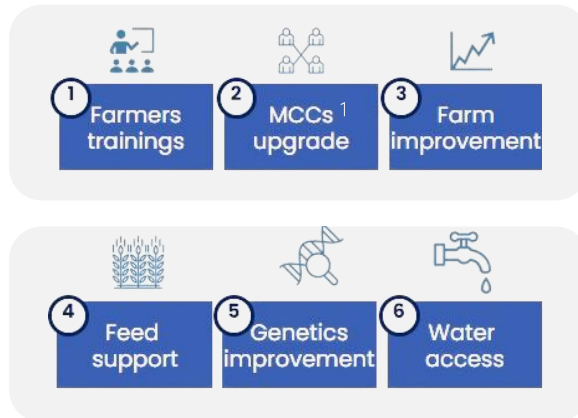 1
Farmers
trainings
2
MCCs 1
upgrade
3
Farm
improvement
4
Feed
support
5
Genetics
improvement
6
Water
access